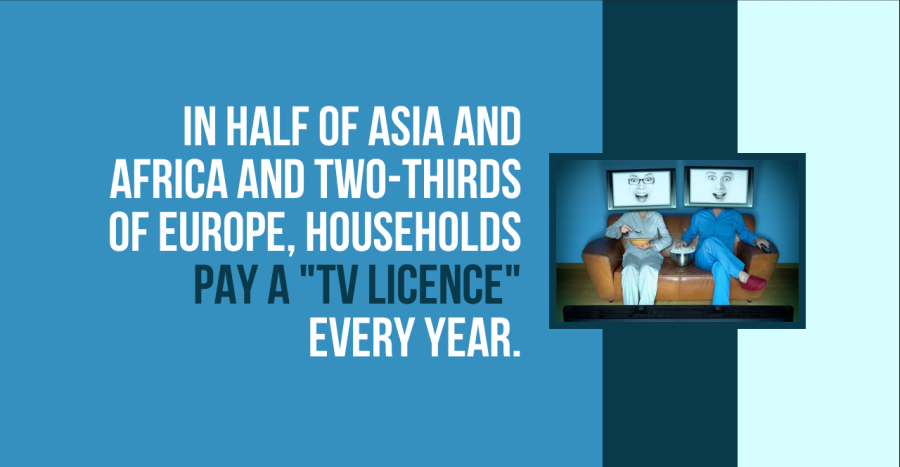 IN HALF OF ASIA AND
AFRICA AND TWO-THIRDS
OF EUROPE, HOUSEHOLDS
PAY A "TV LICENCE"
EVERY YEAR.